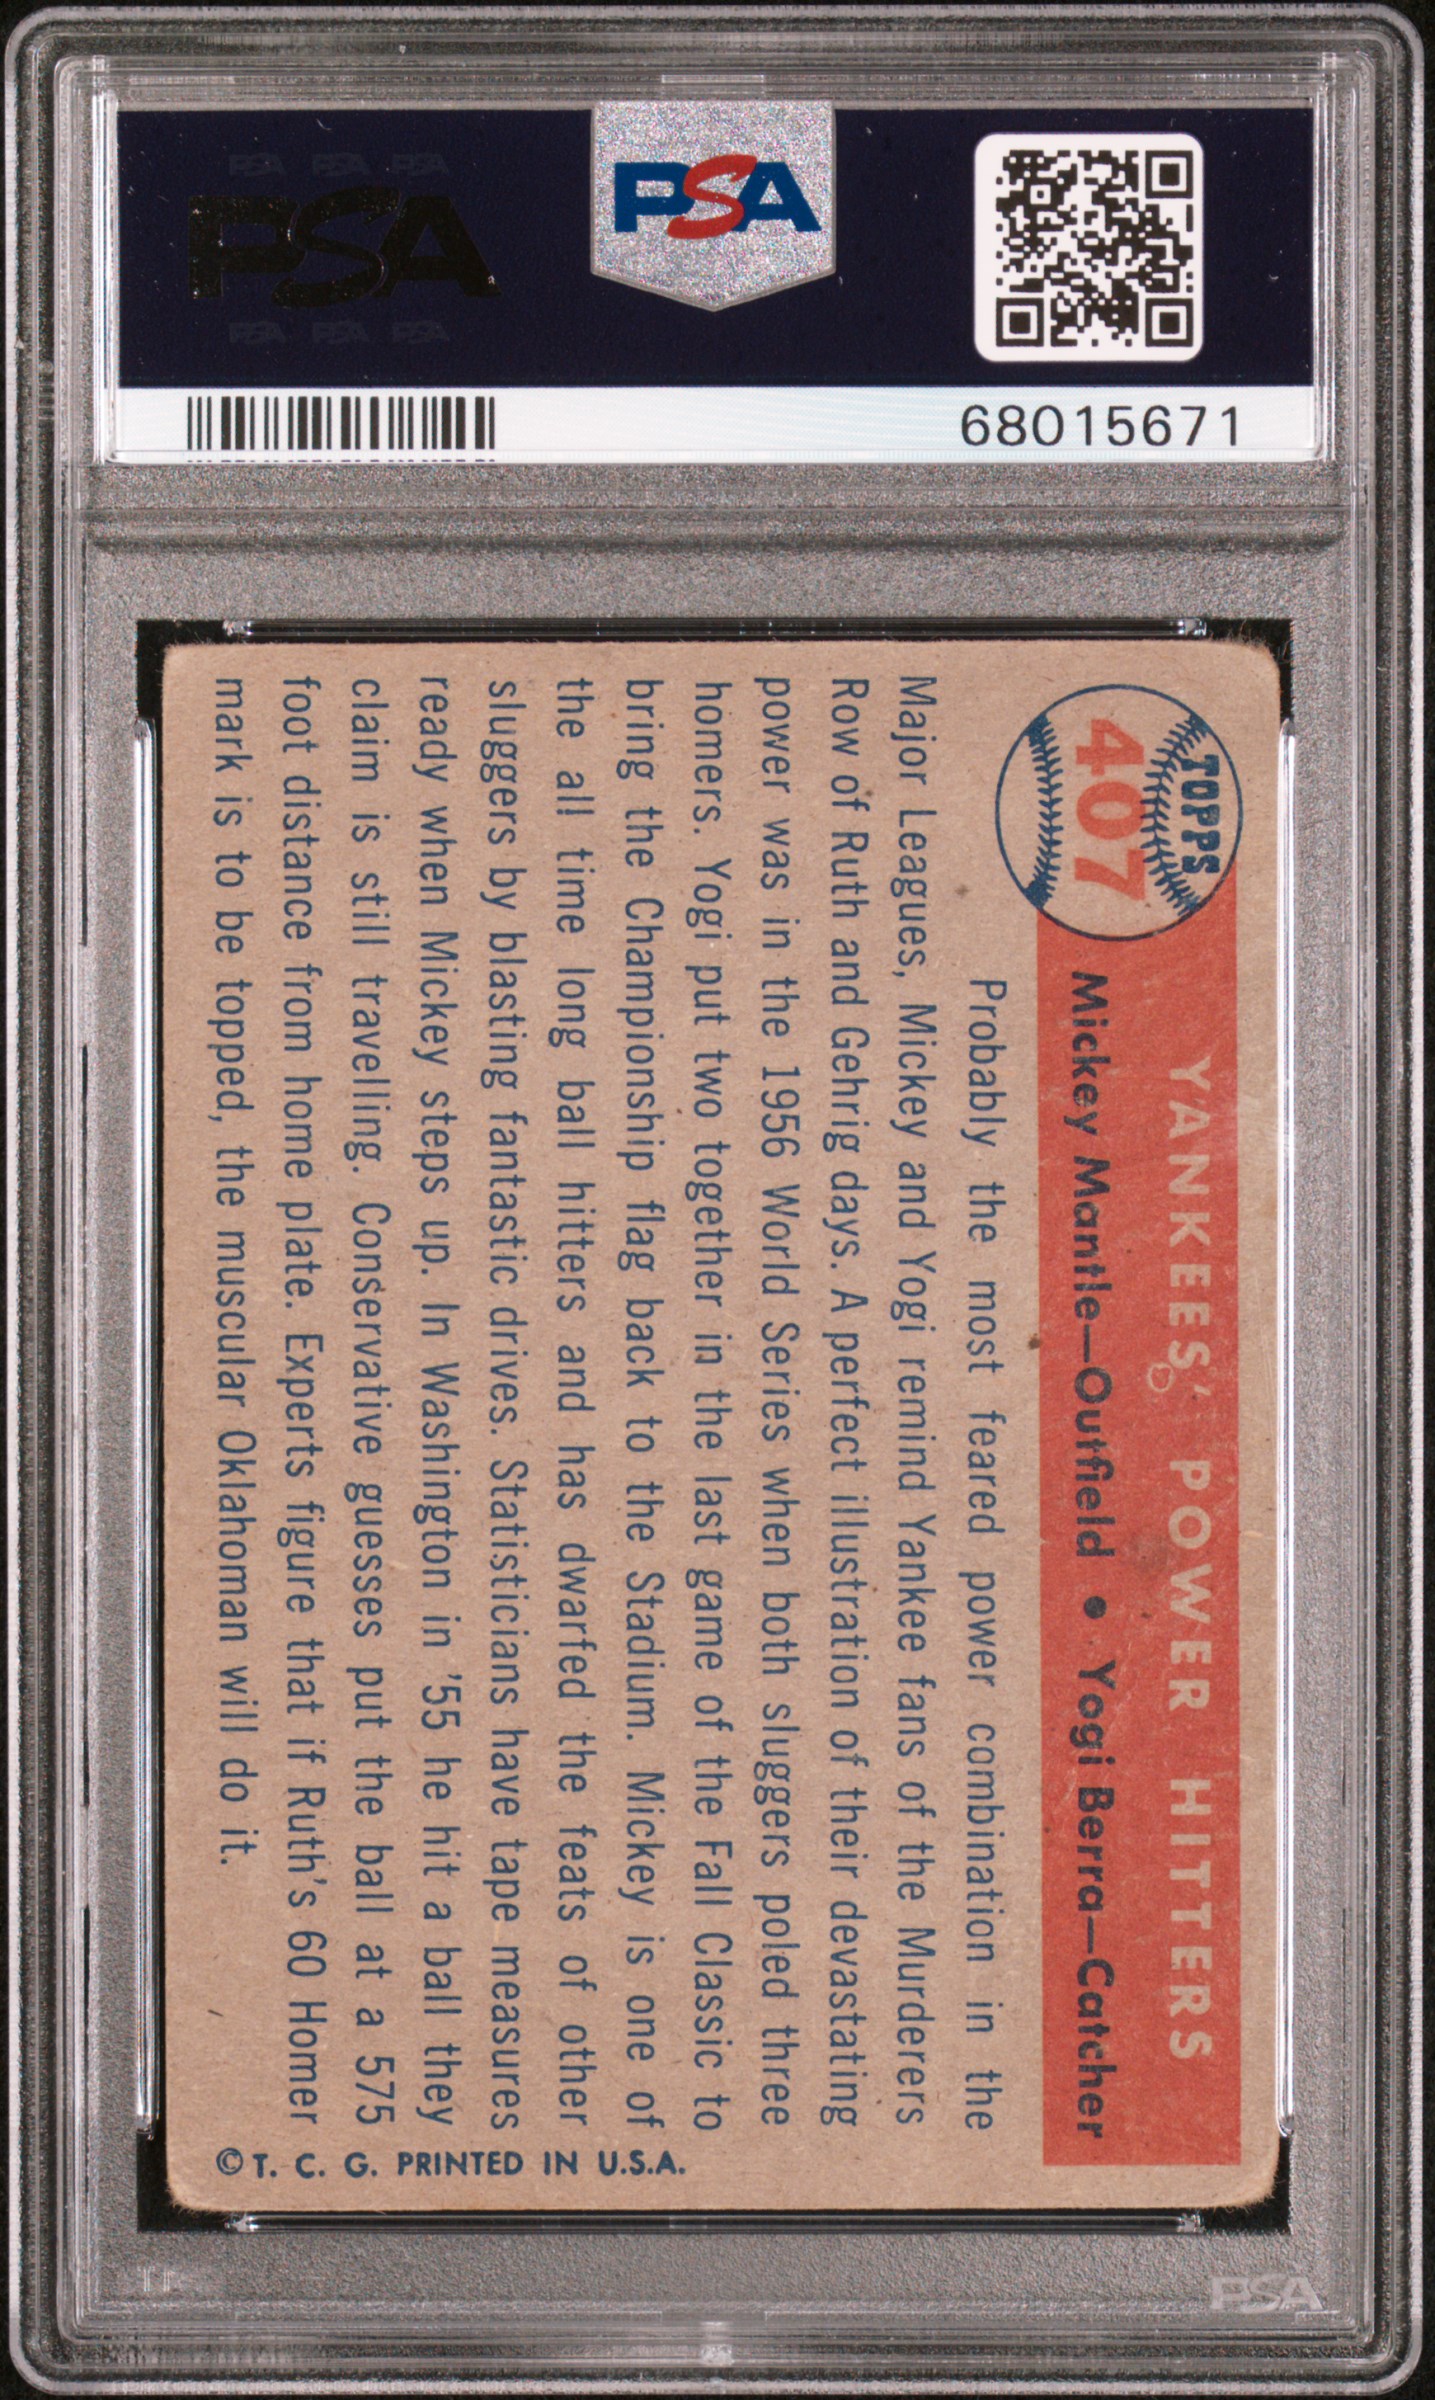 PSA PSA PSA
PSA
PSA PSA PSA
PSA
68015671
TOPPS
407
YANKEES' POWER HITTERS
Mickey Mantle—Outfield • Yogi Berra—Catcher
Probably the most feared power combination in the
Major Leagues, Mickey and Yogi remind Yankee fans of the Murderers
Row of Ruth and Gehrig days. A perfect illustration of their devastating
power was in the 1956 World Series when both sluggers poled three
homers. Yogi put two together in the last game of the Fall Classic to
bring the Championship flag back to the Stadium. Mickey is one of
the all time long ball hitters and has dwarfed the feats of other
sluggers by blasting fantastic drives. Statisticians have tape measures
ready when Mickey steps up. In Washington in '55 he hit a ball they
claim is still travelling. Conservative guesses put the ball at a 575
foot distance from home plate. Experts figure that if Ruth's 60 Homer
mark is to be topped, the muscular Oklahoman will do it.
©T. C. G. PRINTED IN U.S.A.
PSA